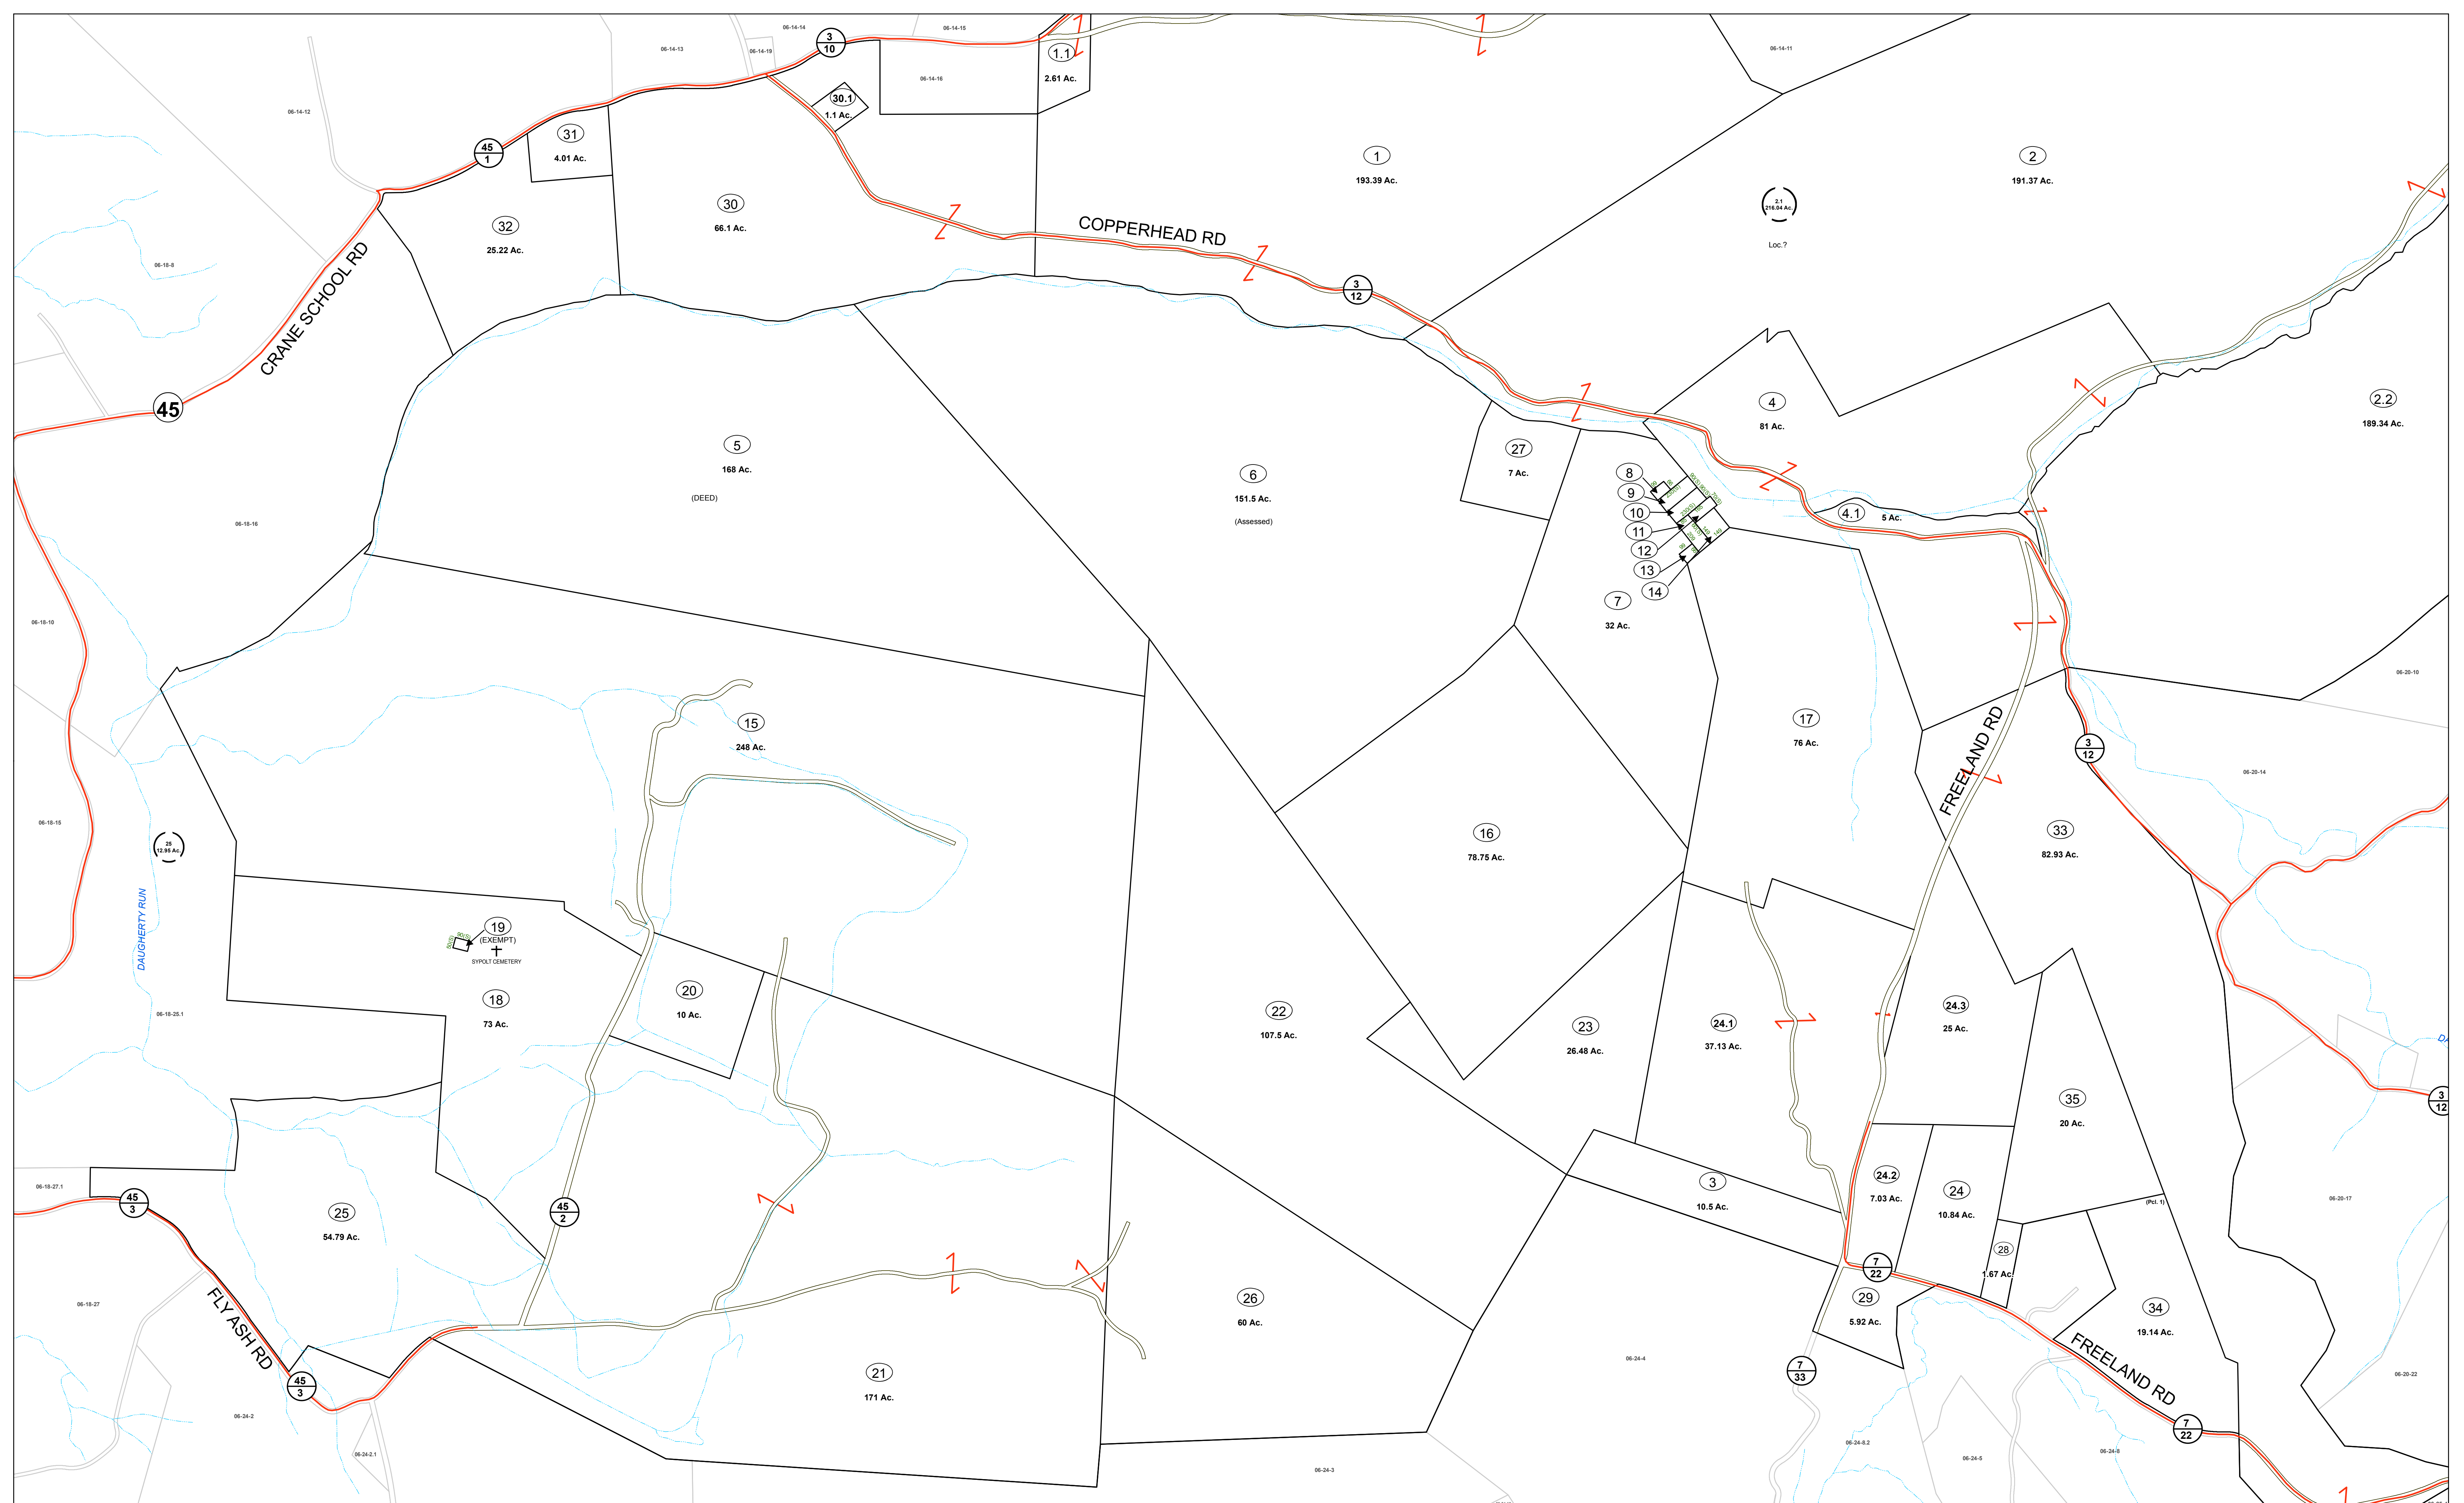 06-14-14
06-14-15
06-14-13
06-14-19
3
10
1.1
2.61 Ac.
06-14-11
06-14-16
06-14-12
30.1
1.1 Ac.
31
4.01 Ac.
45
1
1
193.39 Ac.
2
191.37 Ac.
2.1
216.04 Ac.
Loc.?
30
66.1 Ac.
32
25.22 Ac.
COPPERHEAD RD
06-18-8
CRANE SCHOOL RD
3
12
45
4
81 Ac.
2.2
189.34 Ac.
5
168 Ac.
(DEED)
6
151.5 Ac.
(Assessed)
27
7 Ac.
8
9
10
11
12
13
14
4.1
5 Ac.
06-18-16
7
32 Ac.
06-18-10
06-20-10
15
248 Ac.
17
76 Ac.
FREELAND RD
3
12
06-20-14
06-18-15
25
12.95 Ac.
16
78.75 Ac.
33
82.93 Ac.
DAUGHERTY RUN
19
(EXEMPT)
SYPOLT CEMETERY
90(S)
50(S)
18
73 Ac.
20
10 Ac.
22
107.5 Ac.
23
26.48 Ac.
24.1
37.13 Ac.
24.3
25 Ac.
06-18-25.1
DA
3
12
35
20 Ac.
06-18-27.1
45
3
25
54.79 Ac.
45
2
3
10.5 Ac.
24.2
7.03 Ac.
24
10.84 Ac.
(Pcl. 1)
06-20-17
28
1.67 Ac.
7
22
29
5.92 Ac.
26
60 Ac.
06-18-27
FLY ASH RD
34
19.14 Ac.
FREELAND RD
06-24-4
7
33
21
171 Ac.
45
3
06-20-22
06-24-2
7
22
06-24-2.1
06-24-8.2
06-24-5
06-24-8
06-24-3